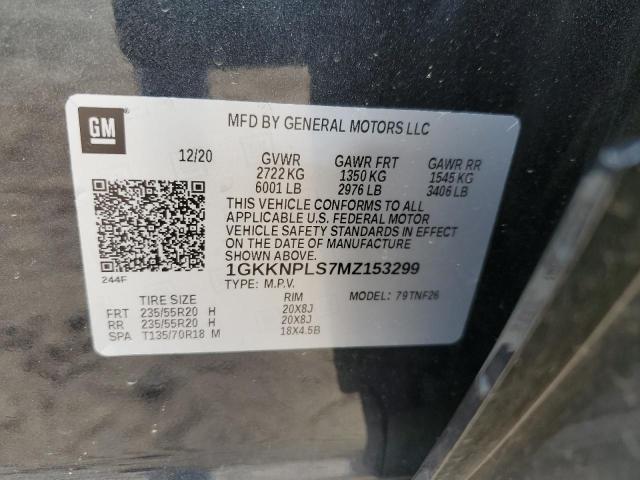 GM
MFD BY GENERAL MOTORS LLC
12/20 GVWR GAWR FRT GAWR RR
2722 KG 1350 KG 1545 KG
6001 LB 2976 LB 3406 LB
THIS VEHICLE CONFORMS TO ALL
APPLICABLE U.S. FEDERAL MOTOR
VEHICLE SAFETY STANDARDS IN EFFECT
ON THE DATE OF MANUFACTURE
SHOWN ABOVE.
244F 1GKKNPLS7MZ153299
TYPE: M.P.V. MODEL: 79TNF26
TIRE SIZE RIM
FRT 235/55R20 H 20X8J
RR 235/55R20 H 20X8J
SPA T135/70R18 M 18X4.5B